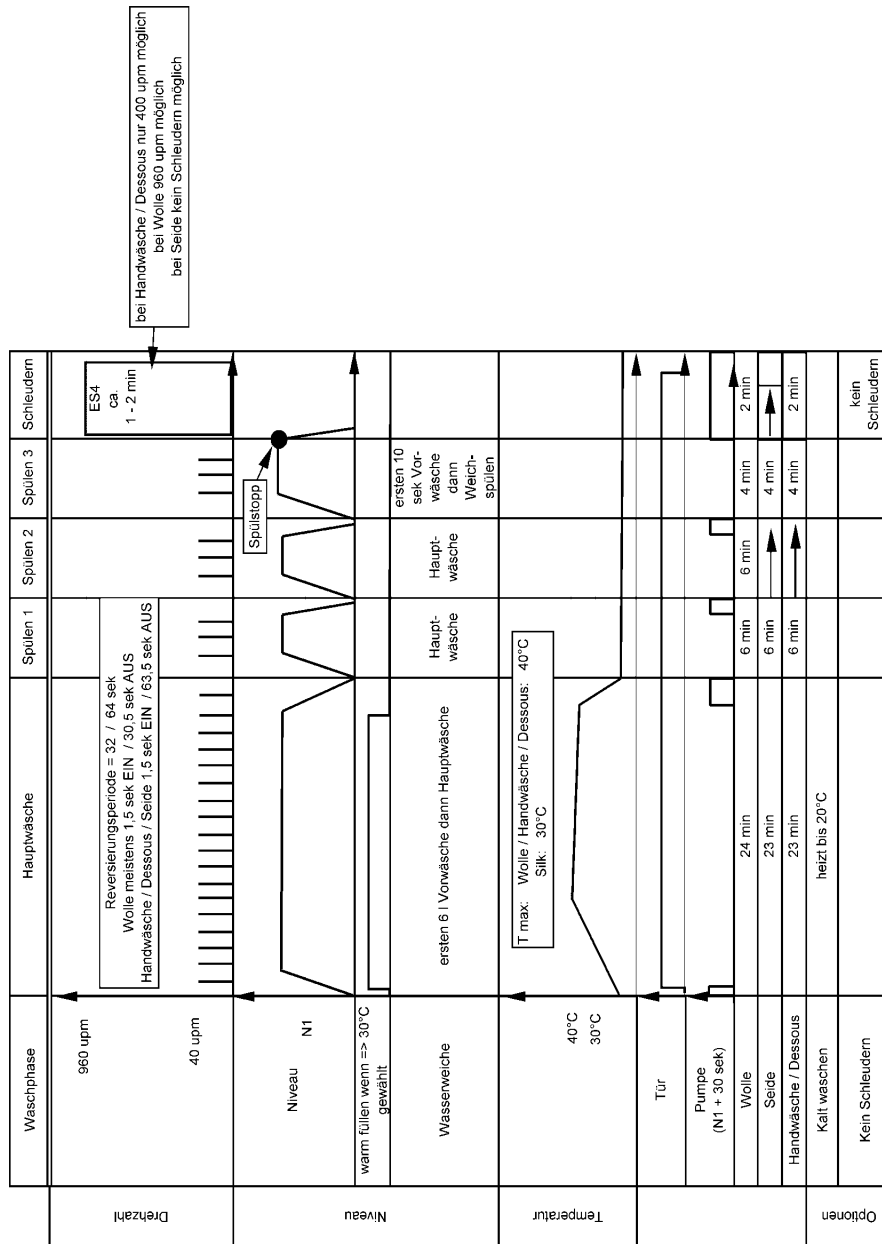 Waschphase
Hauptwäsche
Spülen 1
Spülen 2
Spülen 3
Schleudern
Drehzahl
960 upm
40 upm
Reversierungsperiode = 32 / 64 sek
Wolle meistens 1,5 sek EIN / 30,5 sek AUS
Handwäsche / Dessous / Seide 1,5 sek EIN / 63,5 sek AUS
ES4
ca.
1 - 2 min
bei Handwäsche / Dessous nur 400 upm möglich
bei Wolle 960 upm möglich
bei Seide kein Schleudern möglich
Niveau
Niveau
N1
Spülstopp
warm füllen wenn => 30°C
gewählt
Wasserweiche
ersten 6 l Vorwäsche dann Hauptwäsche
Haupt-
wäsche
Haupt-
wäsche
ersten 10
sek Vor-
wäsche
dann
Weich-
spülen
Temperatur
40°C
30°C
T max: Wolle / Handwäsche / Dessous: 40°C
Silk: 30°C
Tür
Pumpe
(N1 + 30 sek)
Wolle
24 min
6 min
6 min
4 min
2 min
Seide
23 min
6 min
4 min
Handwäsche / Dessous
23 min
6 min
4 min
2 min
Optionen
Kalt waschen
heizt bis 20°C
Kein Schleudern
kein
Schleudern